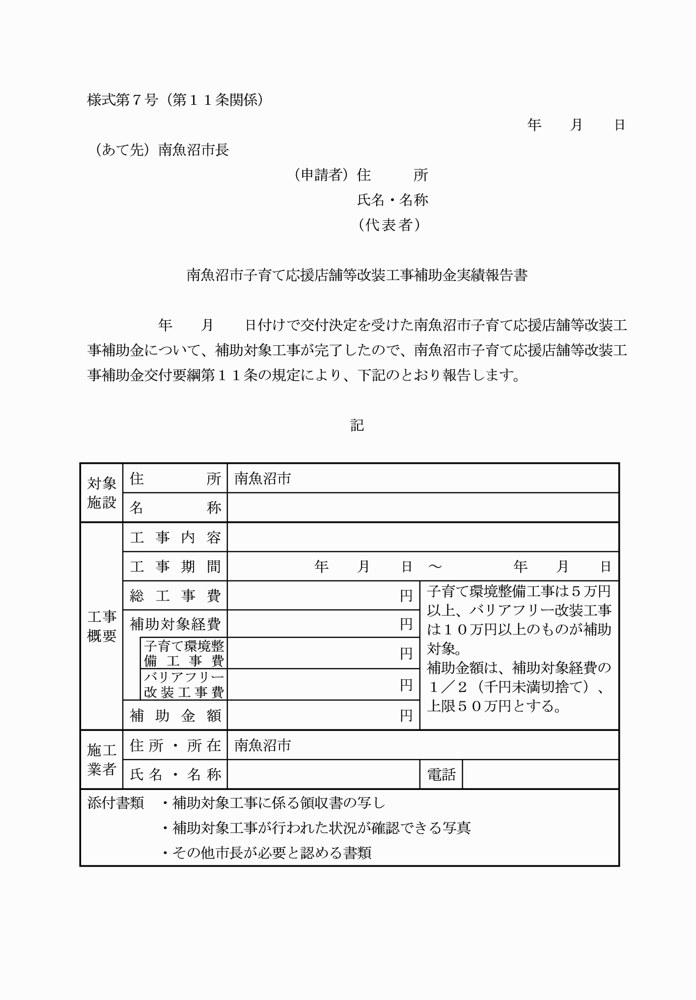 様式第７号（第１１条関係）
年　　月　　日
（あて先）南魚沼市長
（申請者）住　　　所
氏名・名称
（代表者）
南魚沼市子育て応援店舗等改装工事補助金実績報告書
年　　月　　日付けで交付決定を受けた南魚沼市子育て応援店舗等改装工
事補助金について、補助対象工事が完了したので、南魚沼市子育て応援店舗等改装工
事補助金交付要綱第１１条の規定により、下記のとおり報告します。
記
対象
施設
住　　　所　南魚沼市
名　　　称
工事
概要
工事内容
工事期間　　　年　　月　　日　～　　　　　年　　月　　日
総工事費　　　円
補助対象経費　　　円
子育て環境整
備工事費　　　円
バリアフリー
改装工事費　　　円
補助金額　　　円
子育て環境整備工事は５万円
以上、バリアフリー改装工事
は１０万円以上のものが補助
対象。
補助金額は、補助対象経費の
１／２（千円未満切捨て）、
上限５０万円とする。
施工
業者
住所・所在　南魚沼市
氏名・名称　　　電話
添付書類　・補助対象工事に係る領収書の写し
・補助対象工事が行われた状況が確認できる写真
・その他市長が必要と認める書類